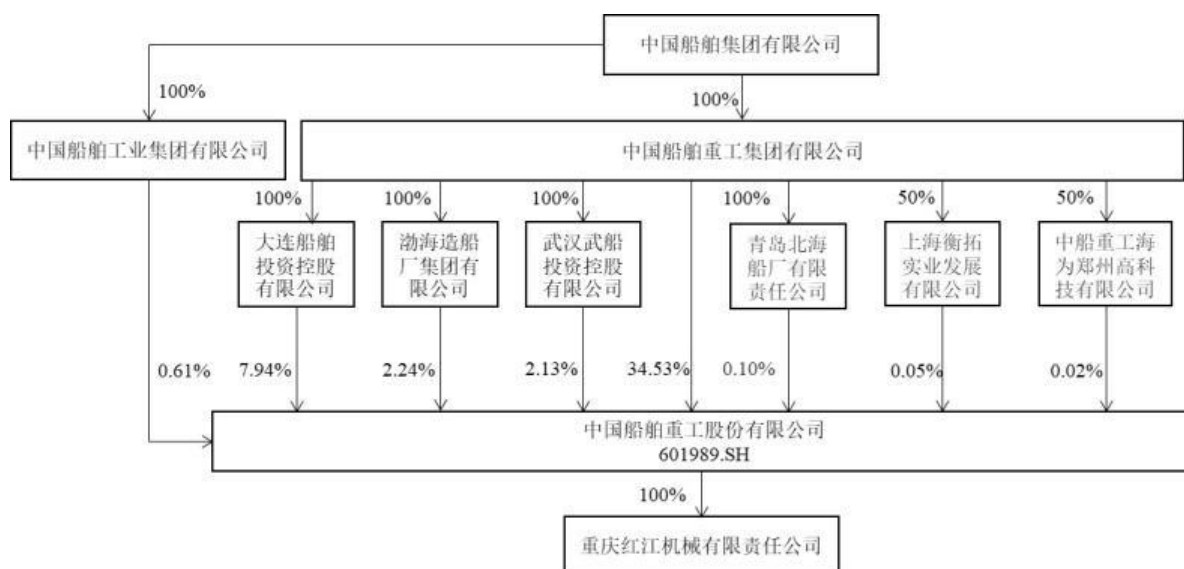 中国船舶集团有限公司
100%
100%
中国船舶工业集团有限公司
中国船舶重工集团有限公司
100%
100%
100%
100%
50%
50%
大连船舶
投资控股
有限公司
渤海造船
厂集团有
限公司
武汉武船
投资控股
有限公司
青岛北海
船厂有限
责任公司
上海衡拓
实业发展
有限公司
中船重工海
为郑州高科
技有限公司
0.61%
7.94%
2.24%
2.13%
34.53%
0.10%
0.05%
0.02%
中国船舶重工股份有限公司
601989.SH
100%
重庆红江机械有限责任公司